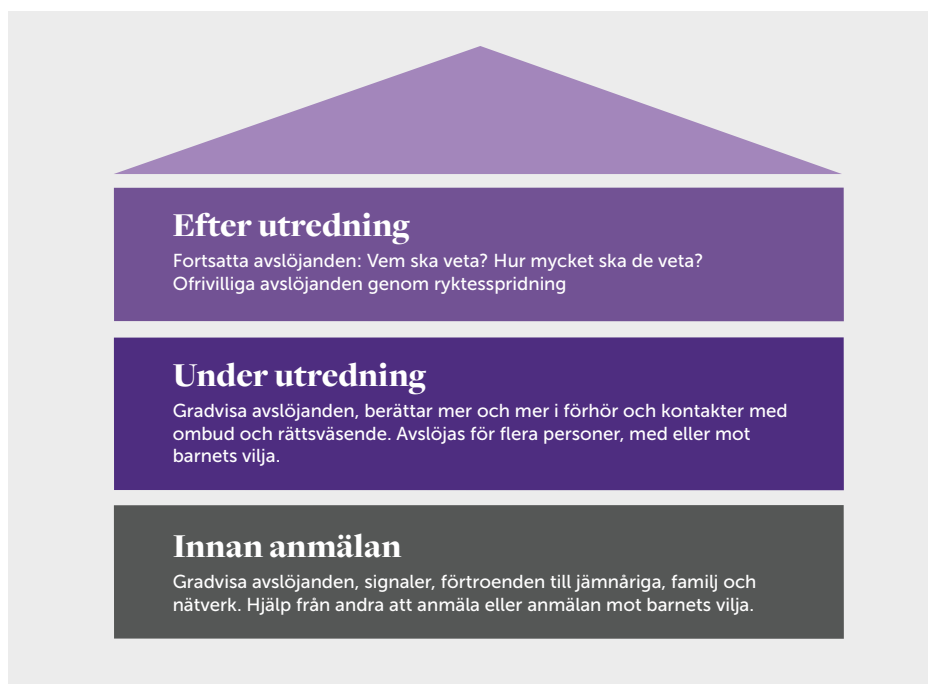 Efter utredning
Fortsatta avslöjanden: Vem ska veta? Hur mycket ska de veta?
Ofrivilliga avslöjanden genom ryktesspridning
Under utredning
Gradvisa avslöjanden, berättar mer och mer i förhör och kontakter med
ombud och rättsväsende. Avslöjas för flera personer, med eller mot
barnets vilja.
Innan anmälan
Gradvisa avslöjanden, signaler, förtroenden till jämnåriga, familj och
nätverk. Hjälp från andra att anmäla eller anmälan mot barnets vilja.